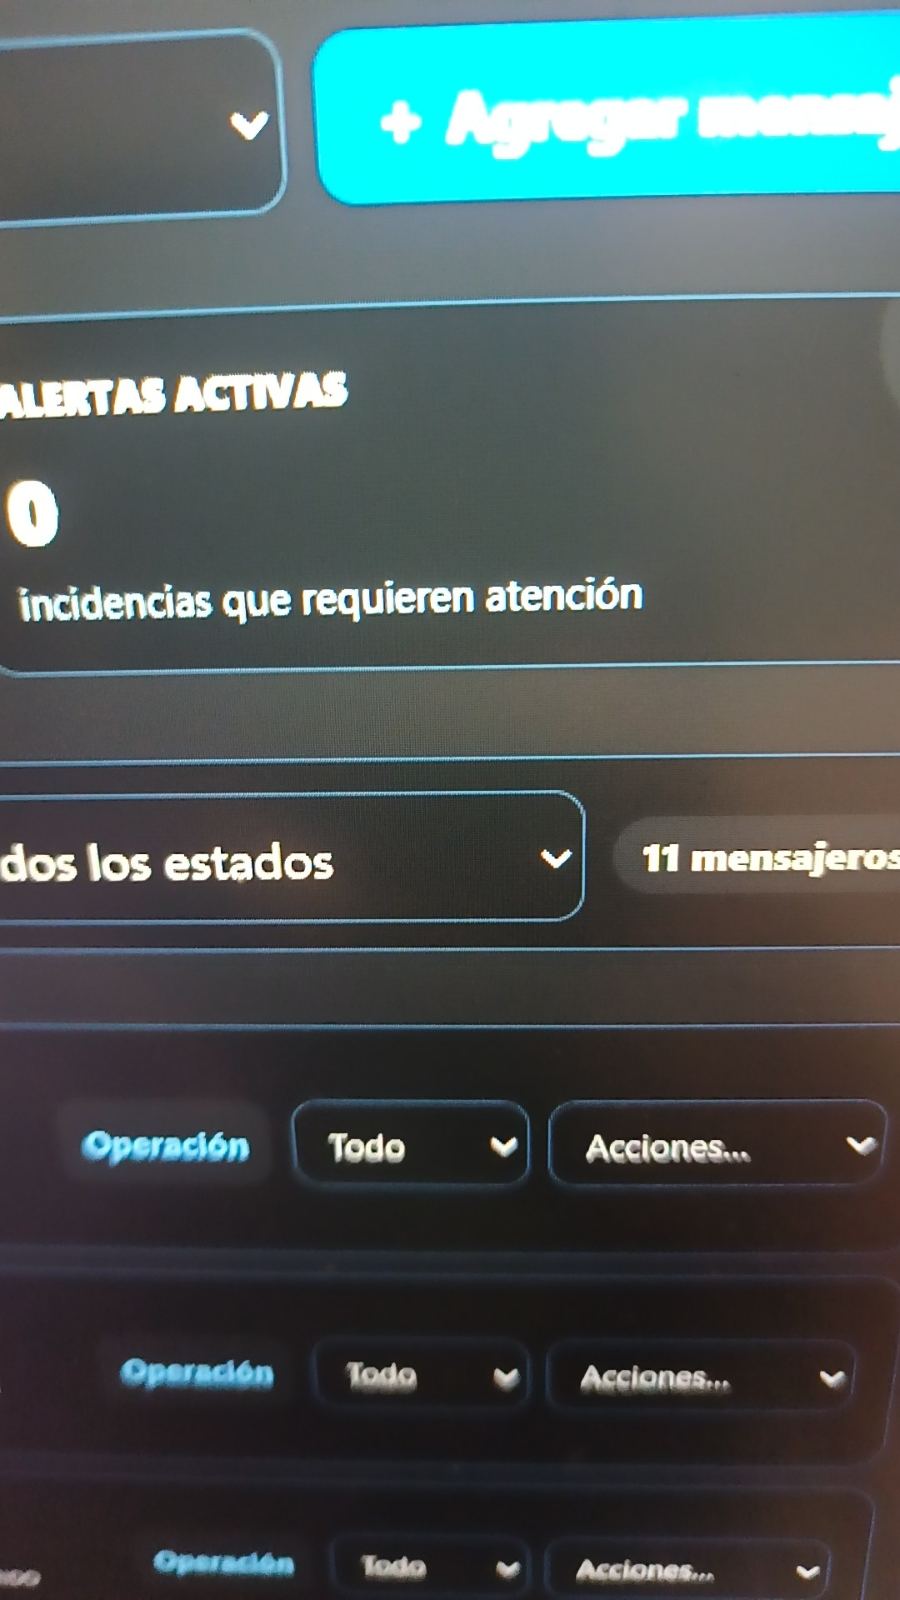 + Agregar mensaj
ALERTAS ACTIVAS
0
incidencias que requieren atención
dos los estados
11 mensajeros
Operación Todo Acciones...
Operación Todo Acciones...
Operación Todo Acciones...